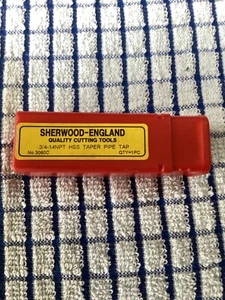 SHERWOOD-ENGLAND
QUALITY CUTTING TOOLS
3/4-14NPT HSS TAPER PIPE TAP
No.3080C QTY=1PC